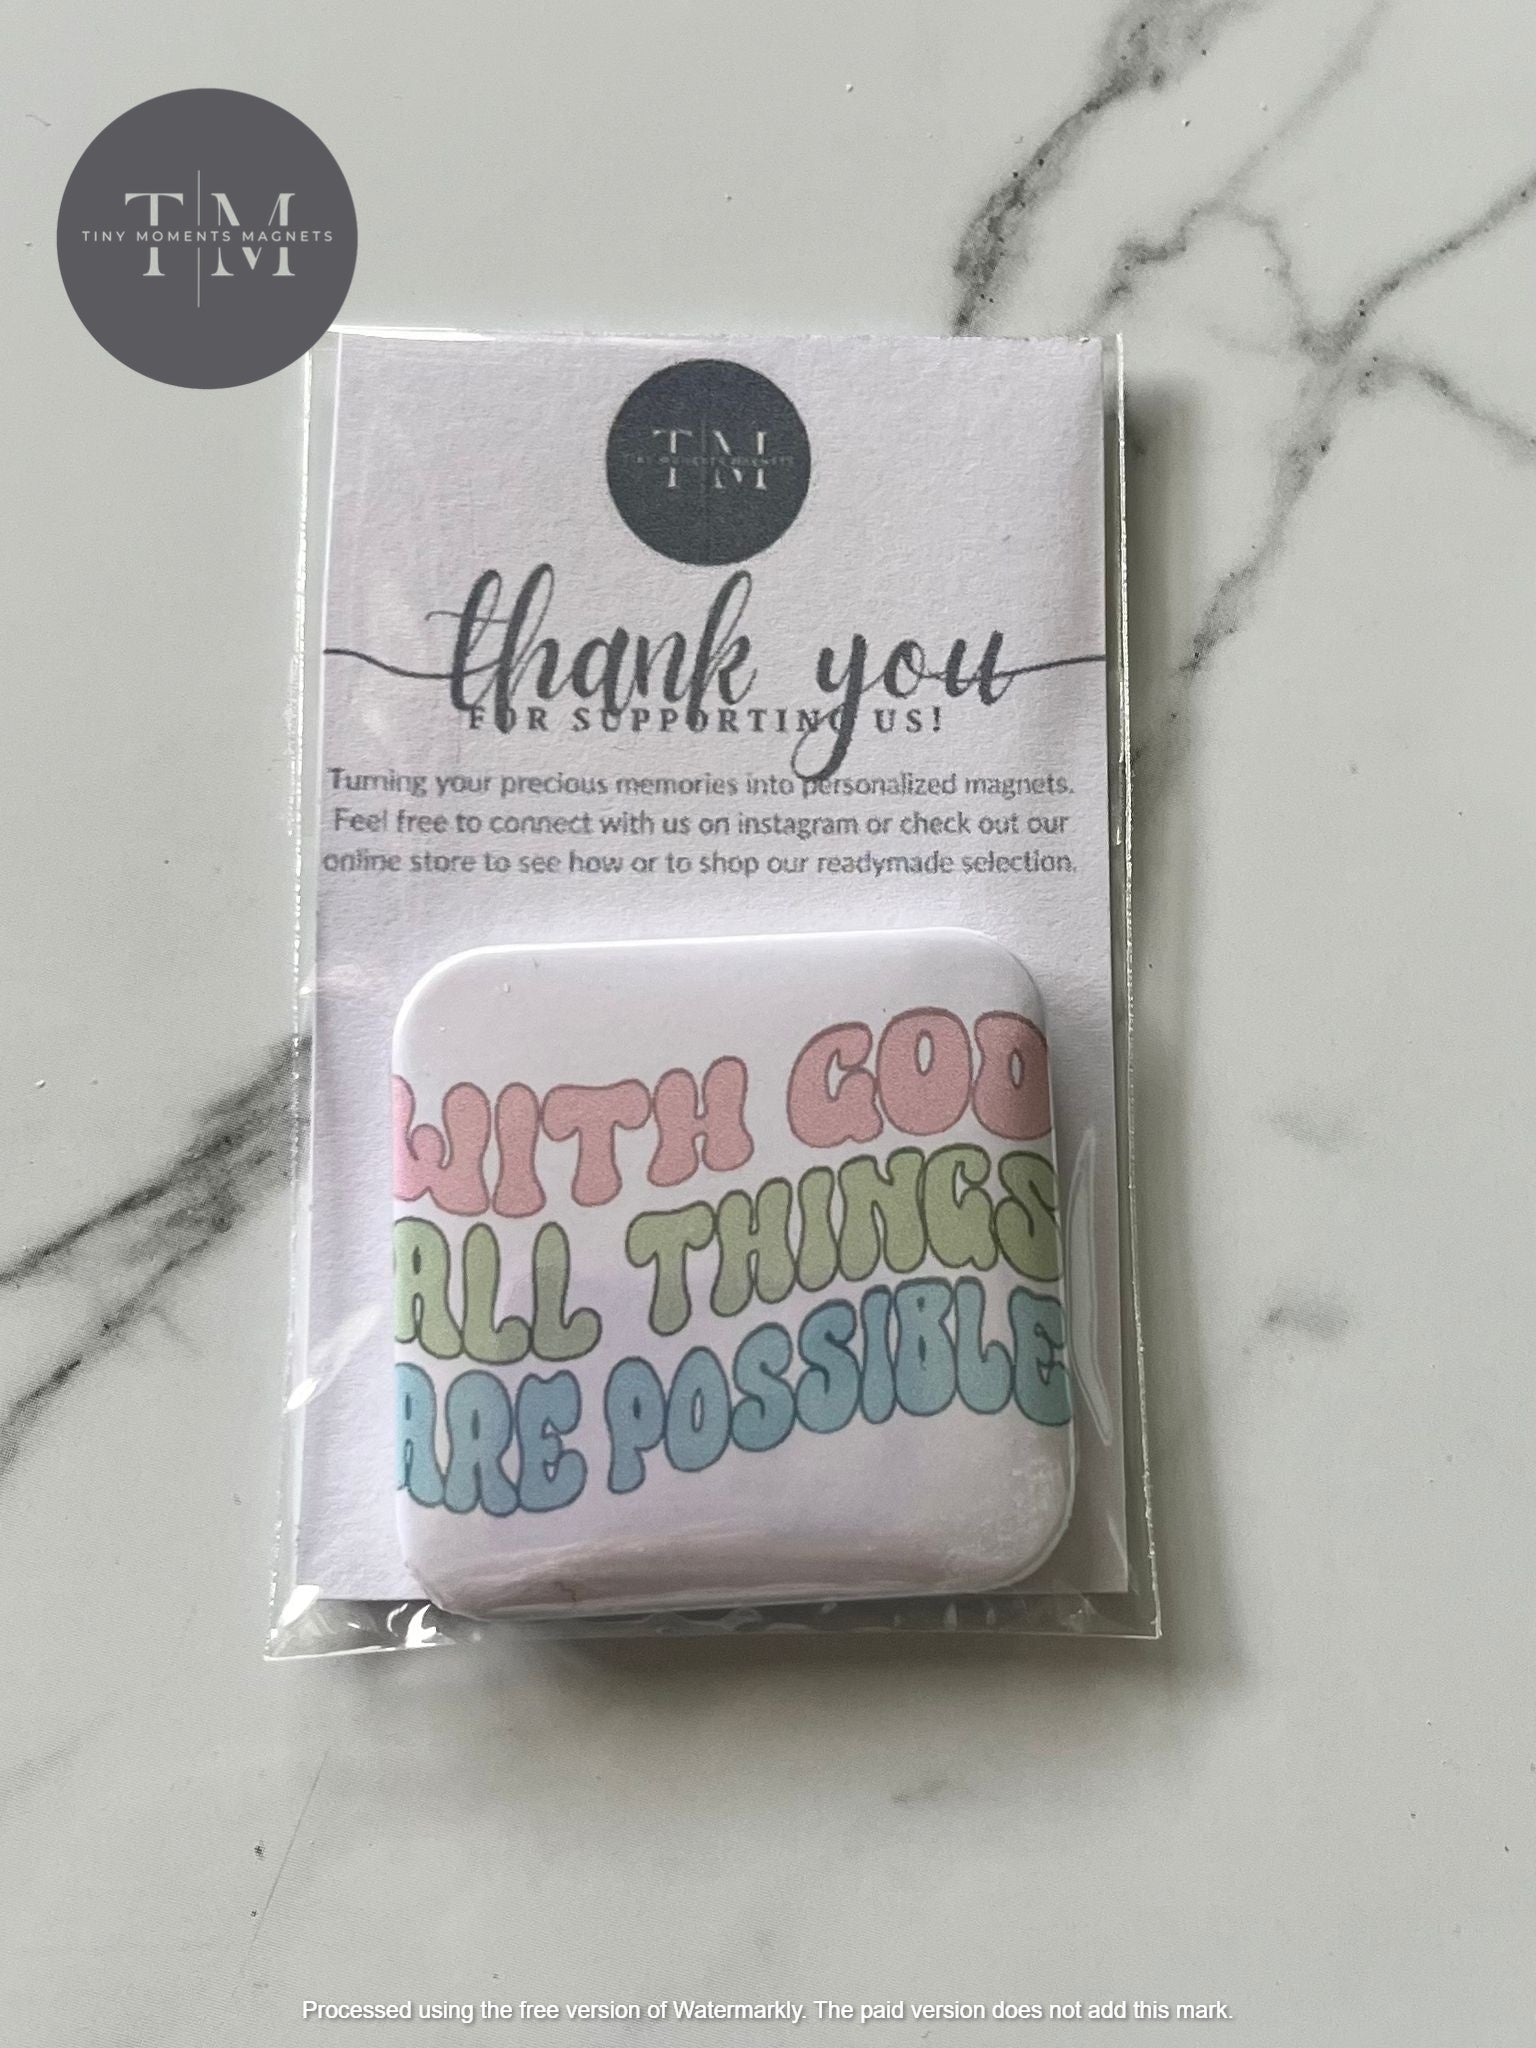 T M
TINY MOMENTS MAGNETS
T M
TINY MOMENTS MAGNETS
thank you
FOR SUPPORTING US!
Turning your precious memories into personalized magnets.
Feel free to connect with us on instagram or check out our
online store to see how or to shop our readymade selection.
WITH GOD
ALL THINGS
ARE POSSIBLE
Processed using the free version of Watermarkly. The paid version does not add this mark.